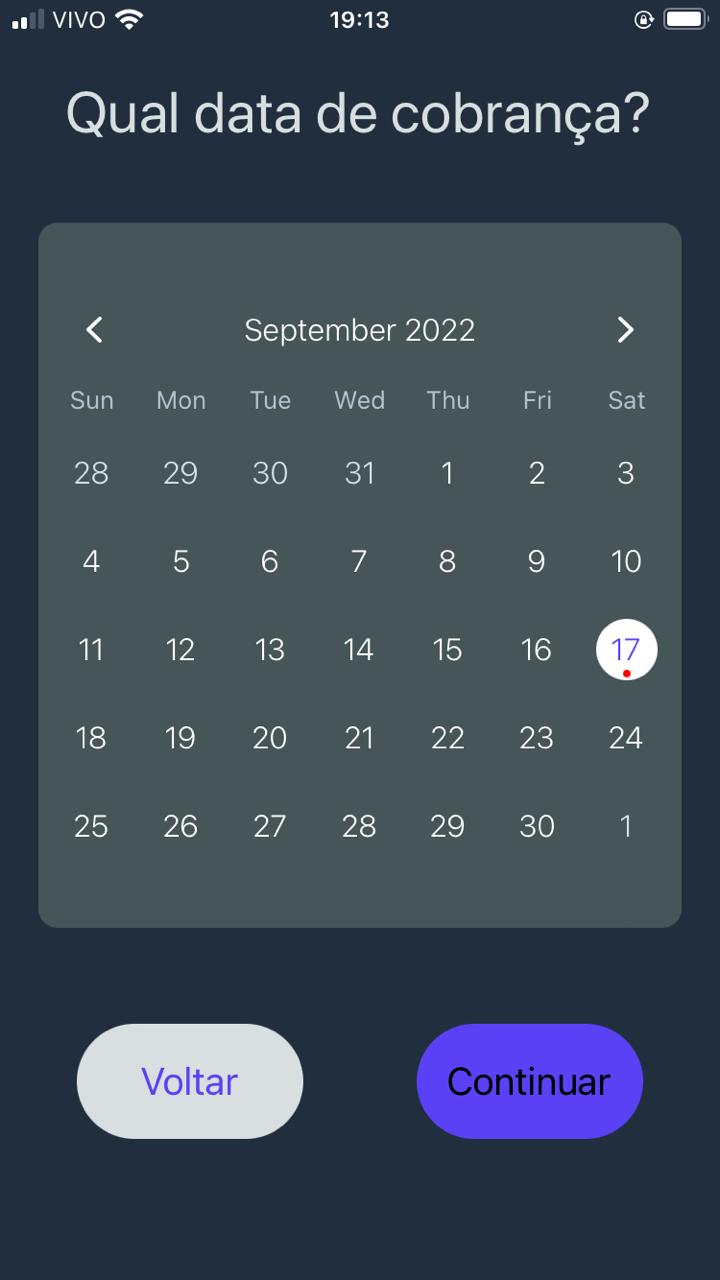 VIVO 19:13
Qual data de cobrança?
September 2022
Sun Mon Tue Wed Thu Fri Sat
28 29 30 31 1 2 3
4 5 6 7 8 9 10
11 12 13 14 15 16 17
18 19 20 21 22 23 24
25 26 27 28 29 30 1
Voltar Continuar